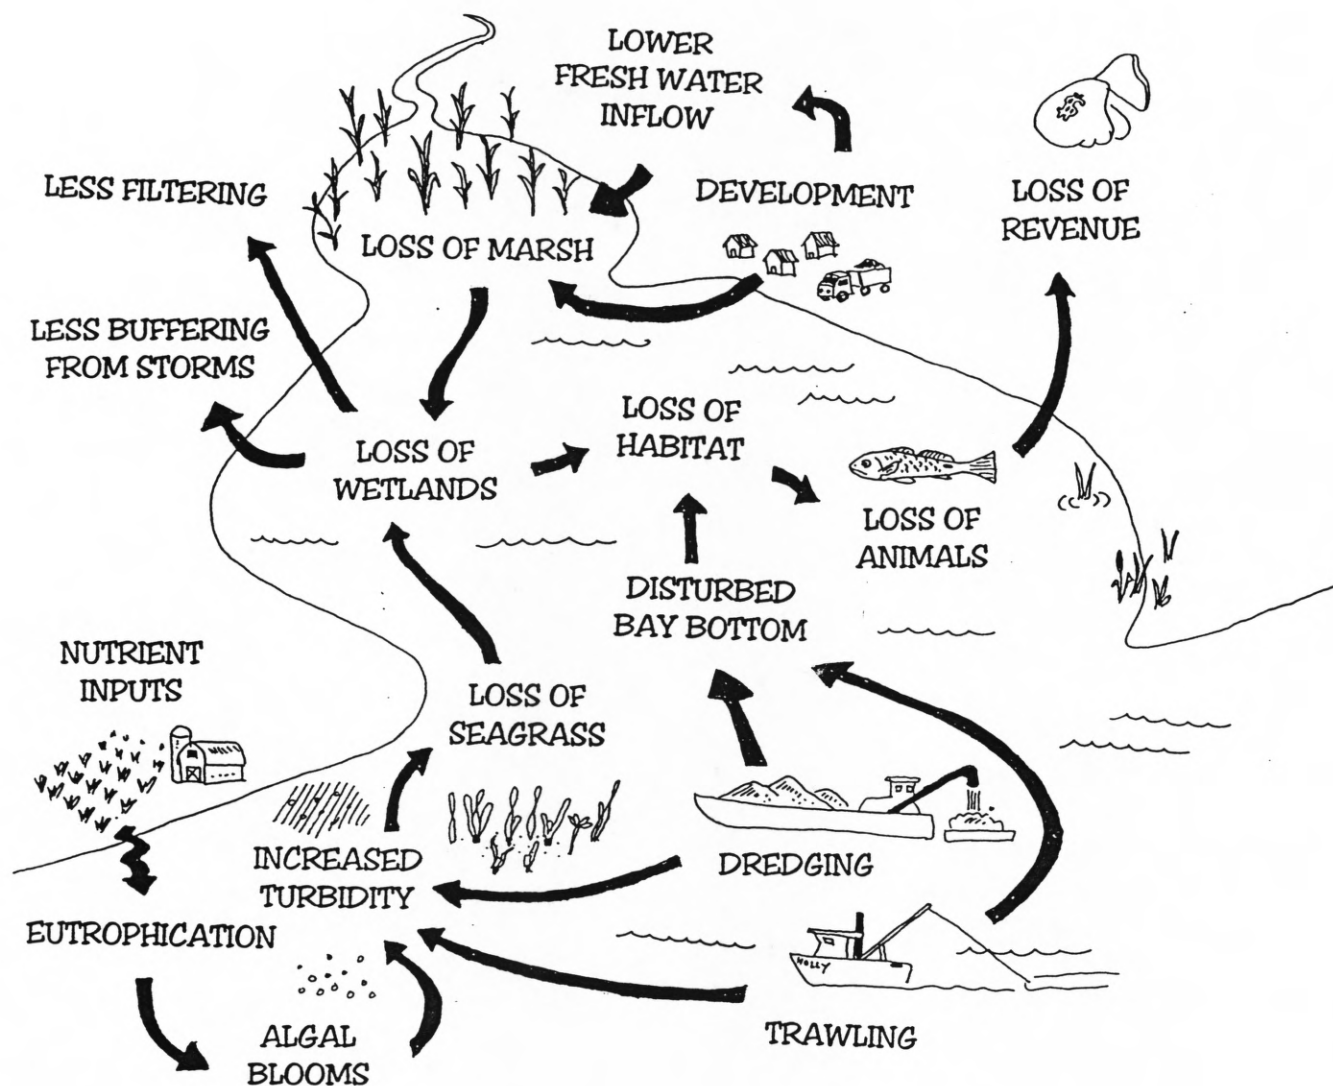 LOWER
FRESH WATER
INFLOW
$
LESS FILTERING
DEVELOPMENT
LOSS OF
REVENUE
LOSS OF MARSH
LESS BUFFERING
FROM STORMS
LOSS OF
HABITAT
LOSS OF
WETLANDS
LOSS OF
ANIMALS
DISTURBED
BAY BOTTOM
NUTRIENT
INPUTS
LOSS OF
SEAGRASS
INCREASED
TURBIDITY
DREDGING
EUTROPHICATION
HOLLY
TRAWLING
ALGAL
BLOOMS